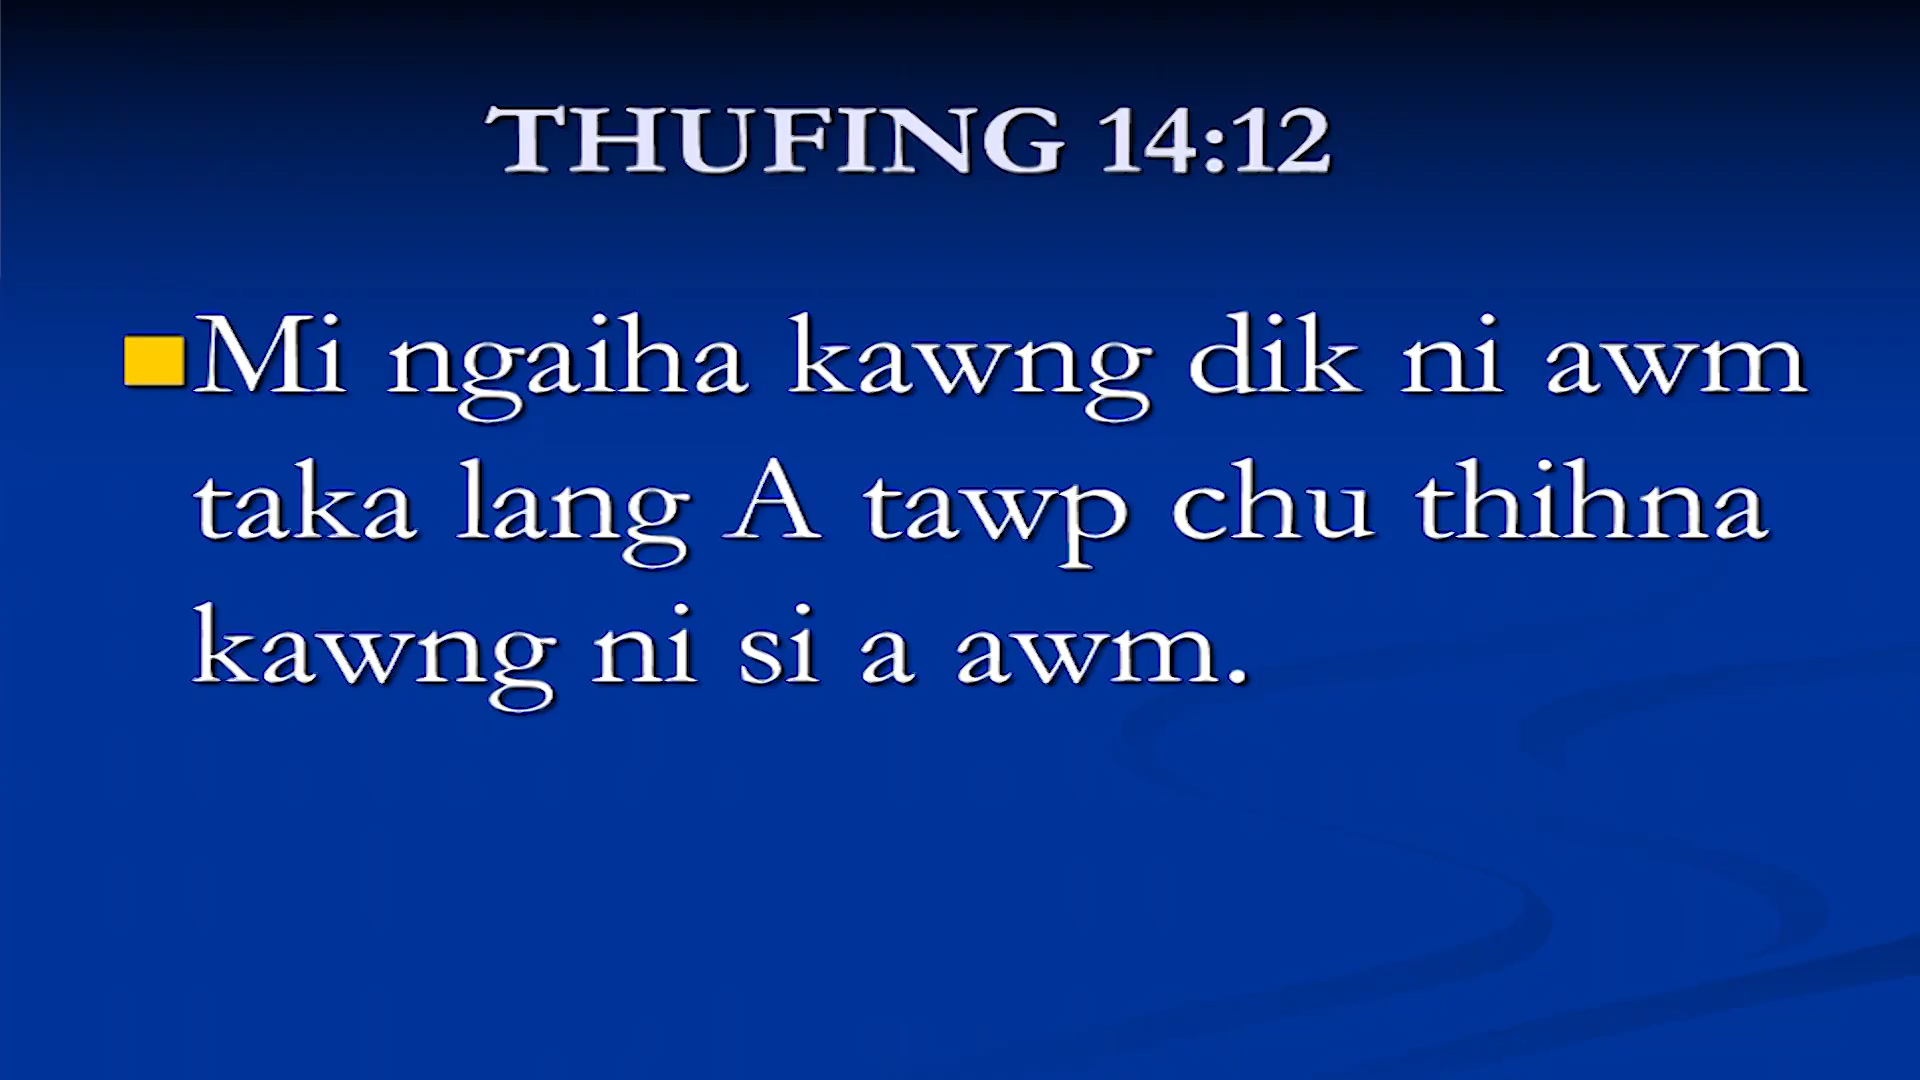 THUFING 14:12
Mi ngaiha kawng dik ni awm
taka lang A tawp chu thihna
kawng ni si a awm.